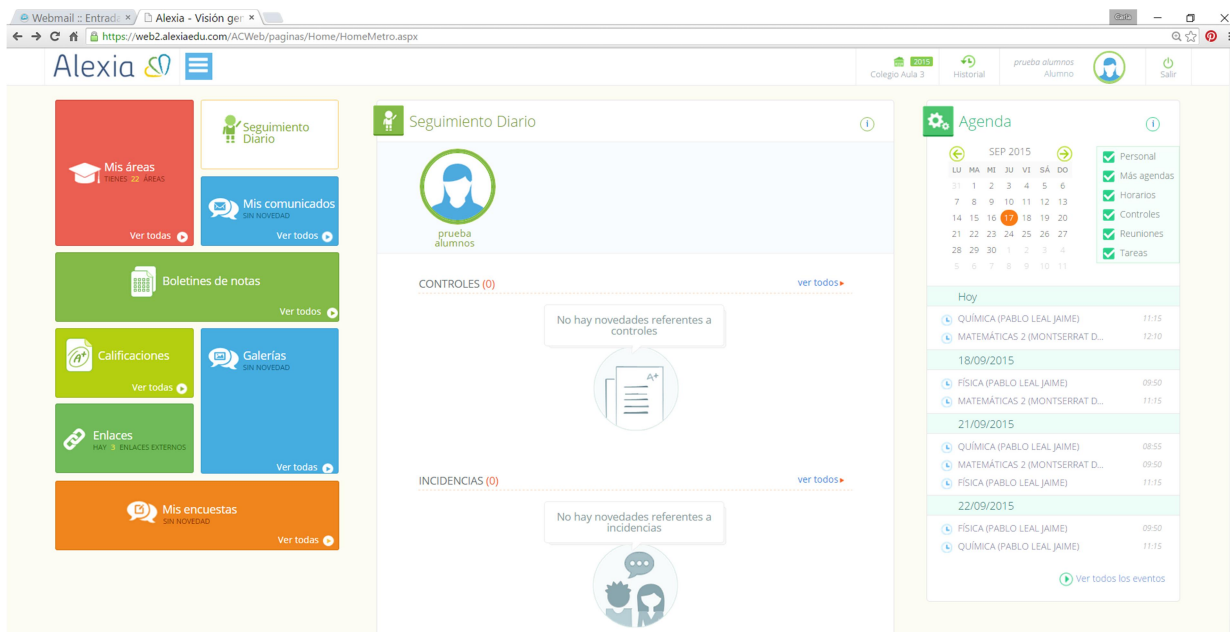 Webmail :: Entrada
Alexia - Visión gen
Carla
https://web2.alexiaedu.com/ACWeb/paginas/Home/HomeMetro.aspx
Alexia
2015
Colegio Aula 3
Historial
prueba alumnos
Alumno
Salir
Mis áreas
TIENES 22 ÁREAS
Ver todas
Seguimiento
Diario
Mis comunicados
SIN NOVEDAD
Ver todos
Boletines de notas
Ver todos
Calificaciones
Ver todas
Galerías
SIN NOVEDAD
Ver todas
Enlaces
HAY 3 ENLACES EXTERNOS
Mis encuestas
SIN NOVEDAD
Ver todas
Seguimiento Diario
prueba
alumnos
CONTROLES (0)
ver todos
No hay novedades referentes a
controles
A+
INCIDENCIAS (0)
ver todos
No hay novedades referentes a
incidencias
Agenda
SEP 2015
LU MA MI JU VI SÁ DO
31 1 2 3 4 5 6
7 8 9 10 11 12 13
14 15 16 17 18 19 20
21 22 23 24 25 26 27
28 29 30 1 2 3 4
5 6 7 8 9 10 11
Personal
Más agendas
Horarios
Controles
Reuniones
Tareas
Hoy
QUÍMICA (PABLO LEAL JAIME) 11:15
MATEMÁTICAS 2 (MONTSERRAT D... 12:10
18/09/2015
FÍSICA (PABLO LEAL JAIME) 09:50
MATEMÁTICAS 2 (MONTSERRAT D... 11:15
21/09/2015
QUÍMICA (PABLO LEAL JAIME) 08:55
MATEMÁTICAS 2 (MONTSERRAT D... 09:50
FÍSICA (PABLO LEAL JAIME) 11:15
22/09/2015
FÍSICA (PABLO LEAL JAIME) 09:50
QUÍMICA (PABLO LEAL JAIME) 11:15
Ver todos los eventos